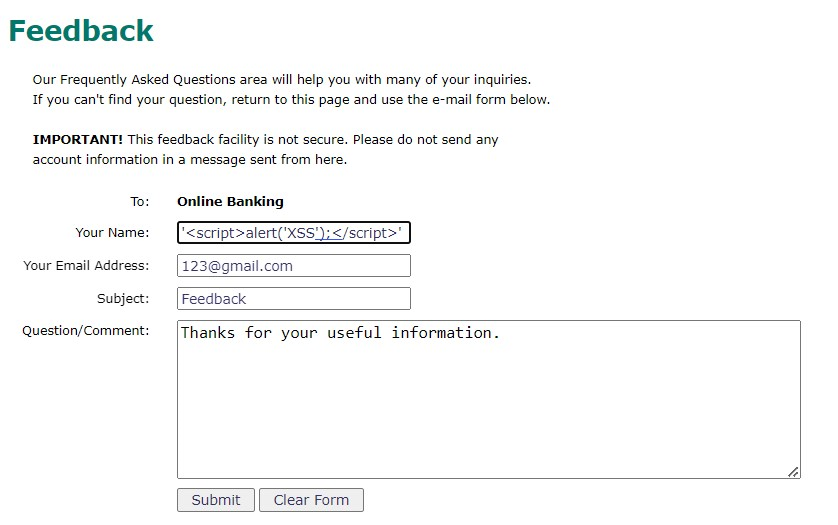 Feedback
Our Frequently Asked Questions area will help you with many of your inquiries.
If you can't find your question, return to this page and use the e-mail form below.
IMPORTANT! This feedback facility is not secure. Please do not send any
account information in a message sent from here.
To: Online Banking
Your Name: '<script>alert('XSS');</script>'
Your Email Address: 123@gmail.com
Subject: Feedback
Question/Comment: Thanks for your useful information.
Submit Clear Form